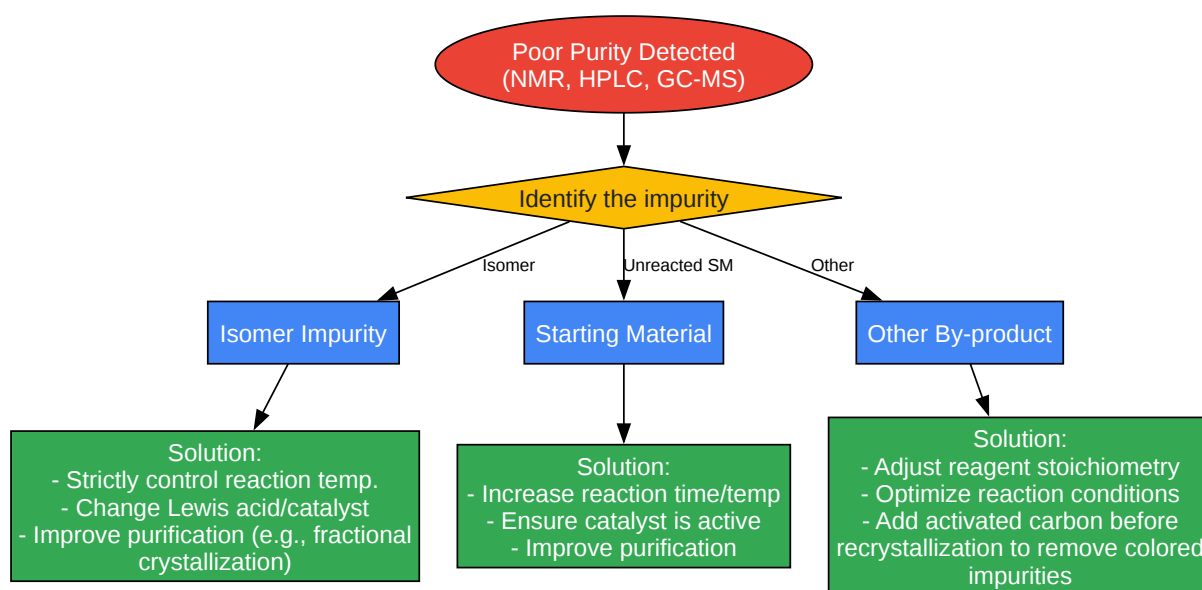 Poor Purity Detected
(NMR, HPLC, GC-MS)
Identify the impurity
Isomer
Unreacted SM
Other
Isomer Impurity
Starting Material
Other By-product
Solution:
- Strictly control reaction temp.
- Change Lewis acid/catalyst
- Improve purification (e.g., fractional
crystallization)
Solution:
- Increase reaction time/temp
- Ensure catalyst is active
- Improve purification
Solution:
- Adjust reagent stoichiometry
- Optimize reaction conditions
- Add activated carbon before
recrystallization to remove colored
impurities